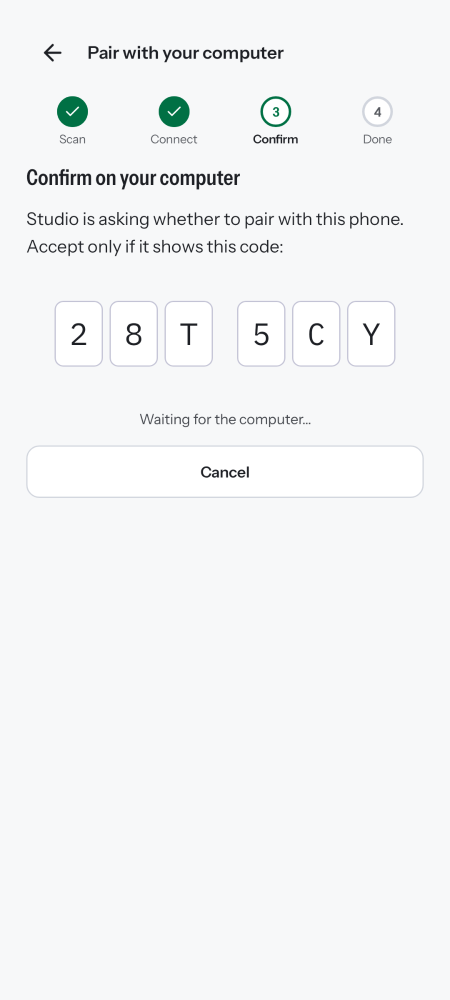 Pair with your computer
3
4
Scan
Connect
Confirm
Done
Confirm on your computer
Studio is asking whether to pair with this phone.
Accept only if it shows this code:
2 8 T 5 C Y
Waiting for the computer...
Cancel